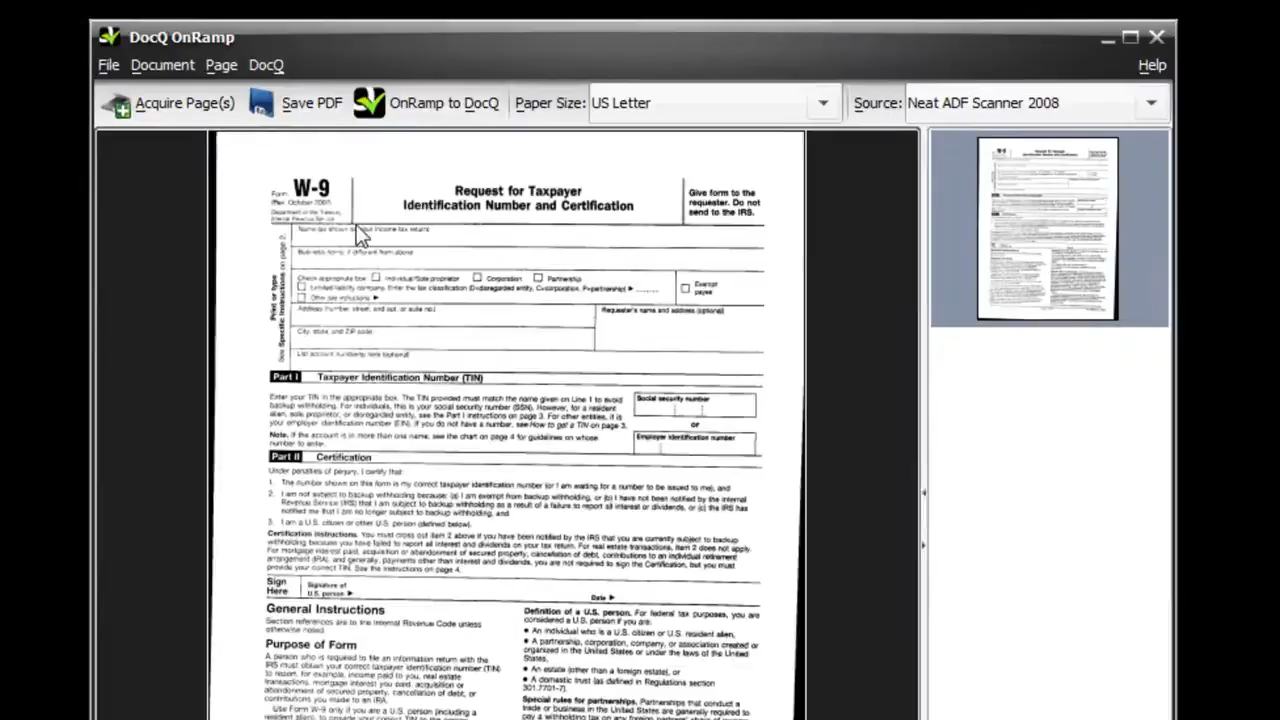 DocQ OnRamp
File Document Page DocQ
Help
Acquire Page(s) Save PDF OnRamp to DocQ Paper Size: US Letter Source: Neat ADF Scanner 2008
Form W-9
(Rev. October 2007)
Department of the Treasury
Internal Revenue Service
Request for Taxpayer
Identification Number and Certification
Give form to the
requester. Do not
send to the IRS.
Print or type
See Specific Instructions on page 2.
Name (as shown on your income tax return)
Business name, if different from above
Check appropriate box: Individual/Sole proprietor Corporation Partnership
Limited liability company. Enter the tax classification (D=disregarded entity, C=corporation, P=partnership) ▶ .......
Other (see instructions) ▶
Exempt
payee
Address (number, street, and apt. or suite no.)
Requester's name and address (optional)
City, state, and ZIP code
List account number(s) here (optional)
Part I Taxpayer Identification Number (TIN)
Enter your TIN in the appropriate box. The TIN provided must match the name given on Line 1 to avoid
backup withholding. For individuals, this is your social security number (SSN). However, for a resident
alien, sole proprietor, or disregarded entity, see the Part I instructions on page 3. For other entities, it is
your employer identification number (EIN). If you do not have a number, see How to get a TIN on page 3.
Note. If the account is in more than one name, see the chart on page 4 for guidelines on whose
number to enter.
Social security number
or
Employer identification number
Part II Certification
Under penalties of perjury, I certify that:
1. The number shown on this form is my correct taxpayer identification number (or I am waiting for a number to be issued to me), and
2. I am not subject to backup withholding because: (a) I am exempt from backup withholding, or (b) I have not been notified by the Internal
Revenue Service (IRS) that I am subject to backup withholding as a result of a failure to report all interest or dividends, or (c) the IRS has
notified me that I am no longer subject to backup withholding, and
3. I am a U.S. citizen or other U.S. person (defined below).
Certification instructions. You must cross out item 2 above if you have been notified by the IRS that you are currently subject to backup
withholding because you have failed to report all interest and dividends on your tax return. For real estate transactions, item 2 does not apply.
For mortgage interest paid, acquisition or abandonment of secured property, cancellation of debt, contributions to an individual retirement
arrangement (IRA), and generally, payments other than interest and dividends, you are not required to sign the Certification, but you must
provide your correct TIN. See the instructions on page 4.
Sign
Here
Signature of
U.S. person ▶
Date ▶
General Instructions
Section references are to the Internal Revenue Code unless
otherwise noted.
Purpose of Form
A person who is required to file an information return with the
IRS must obtain your correct taxpayer identification number (TIN)
to report, for example, income paid to you, real estate
transactions, mortgage interest you paid, acquisition or
abandonment of secured property, cancellation of debt, or
contributions you made to an IRA.
Use Form W-9 only if you are a U.S. person (including a
resident alien), to provide your correct TIN to the
Definition of a U.S. person. For federal tax purposes, you are
considered a U.S. person if you are:
● An individual who is a U.S. citizen or U.S. resident alien,
● A partnership, corporation, company, or association created or
organized in the United States or under the laws of the United
States,
● An estate (other than a foreign estate), or
● A domestic trust (as defined in Regulations section
301.7701-7).
Special rules for partnerships. Partnerships that conduct a
trade or business in the United States are generally required to
pay a withholding tax on any foreign partners' share of